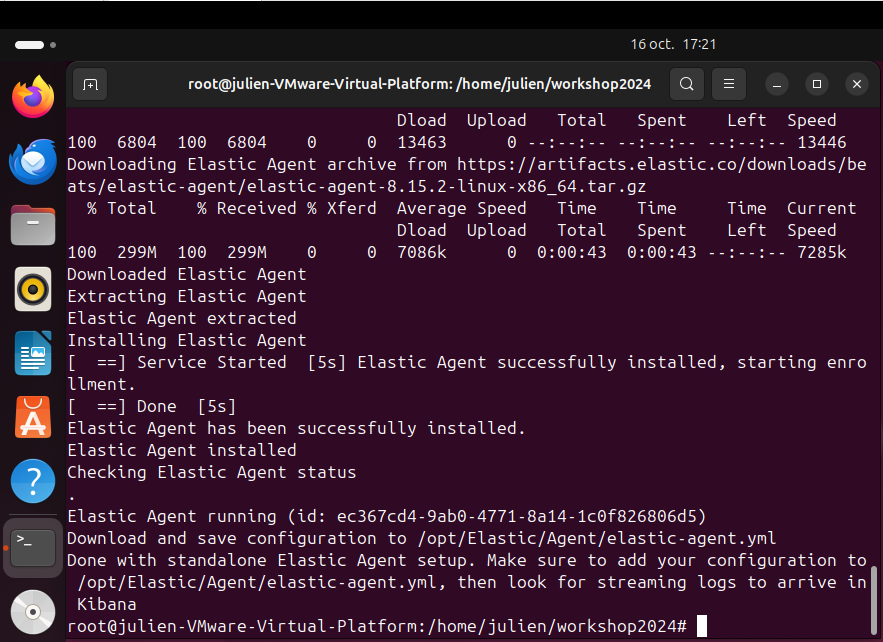 16 oct. 17:21
root@julien-VMware-Virtual-Platform: /home/julien/workshop2024
Dload  Upload   Total   Spent    Left  Speed
100  6804  100  6804    0     0  13463      0 --:--:-- --:--:-- --:--:-- 13446
Downloading Elastic Agent archive from https://artifacts.elastic.co/downloads/be
ats/elastic-agent/elastic-agent-8.15.2-linux-x86_64.tar.gz
  % Total    % Received % Xferd  Average Speed   Time    Time     Time  Current
                                 Dload  Upload   Total   Spent    Left  Speed
100  299M  100  299M    0     0  7086k      0  0:00:43  0:00:43 --:--:-- 7285k
Downloaded Elastic Agent
Extracting Elastic Agent
Elastic Agent extracted
Installing Elastic Agent
[  ==] Service Started  [5s] Elastic Agent successfully installed, starting enro
llment.
[  ==] Done  [5s]
Elastic Agent has been successfully installed.
Elastic Agent installed
Checking Elastic Agent status
.
Elastic Agent running (id: ec367cd4-9ab0-4771-8a14-1c0f826806d5)
Download and save configuration to /opt/Elastic/Agent/elastic-agent.yml
Done with standalone Elastic Agent setup. Make sure to add your configuration to
 /opt/Elastic/Agent/elastic-agent.yml, then look for streaming logs to arrive in
 Kibana
root@julien-VMware-Virtual-Platform:/home/julien/workshop2024#